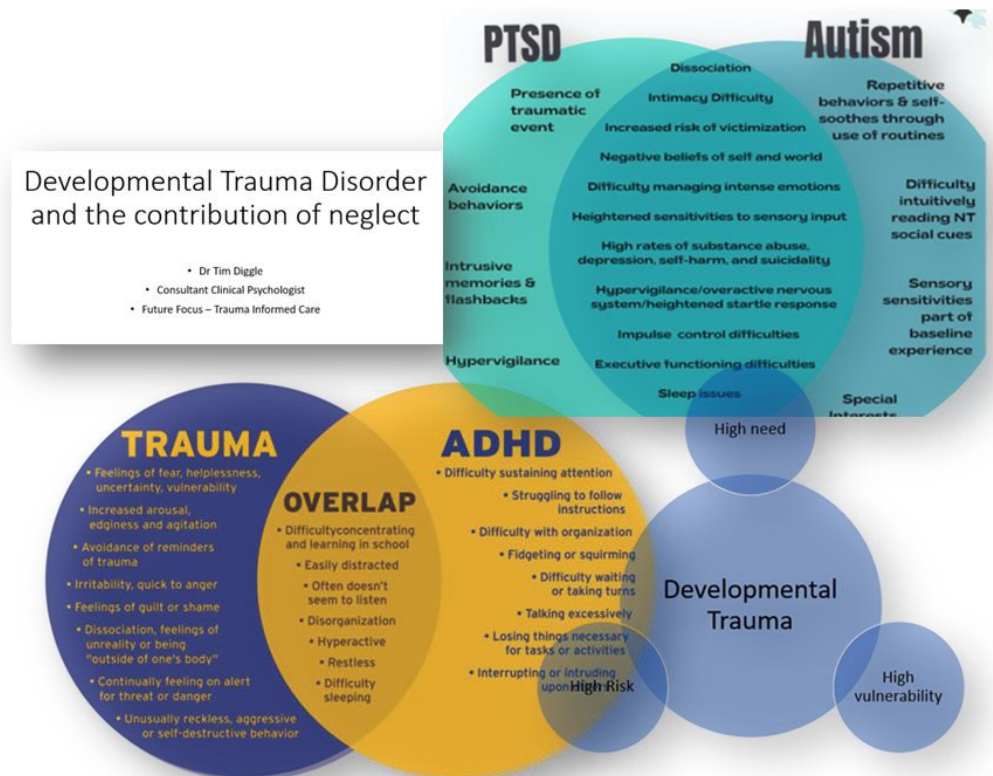 Developmental Trauma Disorder
and the contribution of neglect
• Dr Tim Diggle
• Consultant Clinical Psychologist
• Future Focus – Trauma Informed Care
PTSD
Presence of
traumatic
event
Avoidance
behaviors
Intrusive
memories &
flashbacks
Hypervigilance
Dissociation
Intimacy Difficulty
Increased risk of victimization
Negative beliefs of self and world
Difficulty managing intense emotions
Heightened sensitivities to sensory input
High rates of substance abuse,
depression, self-harm, and suicidality
Hypervigilance/overactive nervous
system/heightened startle response
Impulse control difficulties
Executive functioning difficulties
Sleep issues
Autism
Repetitive
behaviors & self-
soothes through
use of routines
Difficulty
intuitively
reading NT
social cues
Sensory
sensitivities
part of
baseline
experience
Special
Interests
TRAUMA
• Feelings of fear, helplessness,
uncertainty, vulnerability
• Increased arousal,
edginess and agitation
• Avoidance of reminders
of trauma
• Irritability, quick to anger
• Feelings of guilt or shame
• Dissociation, feelings of
unreality or being
"outside of one's body"
• Continually feeling on alert
for threat or danger
• Unusually reckless, aggressive
or self-destructive behavior
OVERLAP
• Difficultyconcentrating
and learning in school
• Easily distracted
• Often doesn't
seem to listen
• Disorganization
• Hyperactive
• Restless
• Difficulty
sleeping
ADHD
• Difficulty sustaining attention
• Struggling to follow
instructions
• Difficulty with organization
• Fidgeting or squirming
• Difficulty waiting
or taking turns
• Talking excessively
• Losing things necessary
for tasks or activities
• Interrupting or intruding
upon
High need
Developmental
Trauma
High Risk
High
vulnerability